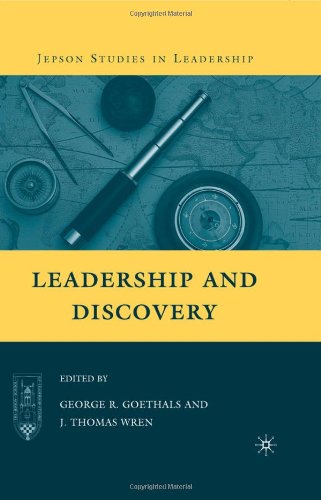 Jepson Studies in Leadership
Leadership and
Discovery
Edited by
George R. Goethals and
J. Thomas Wren